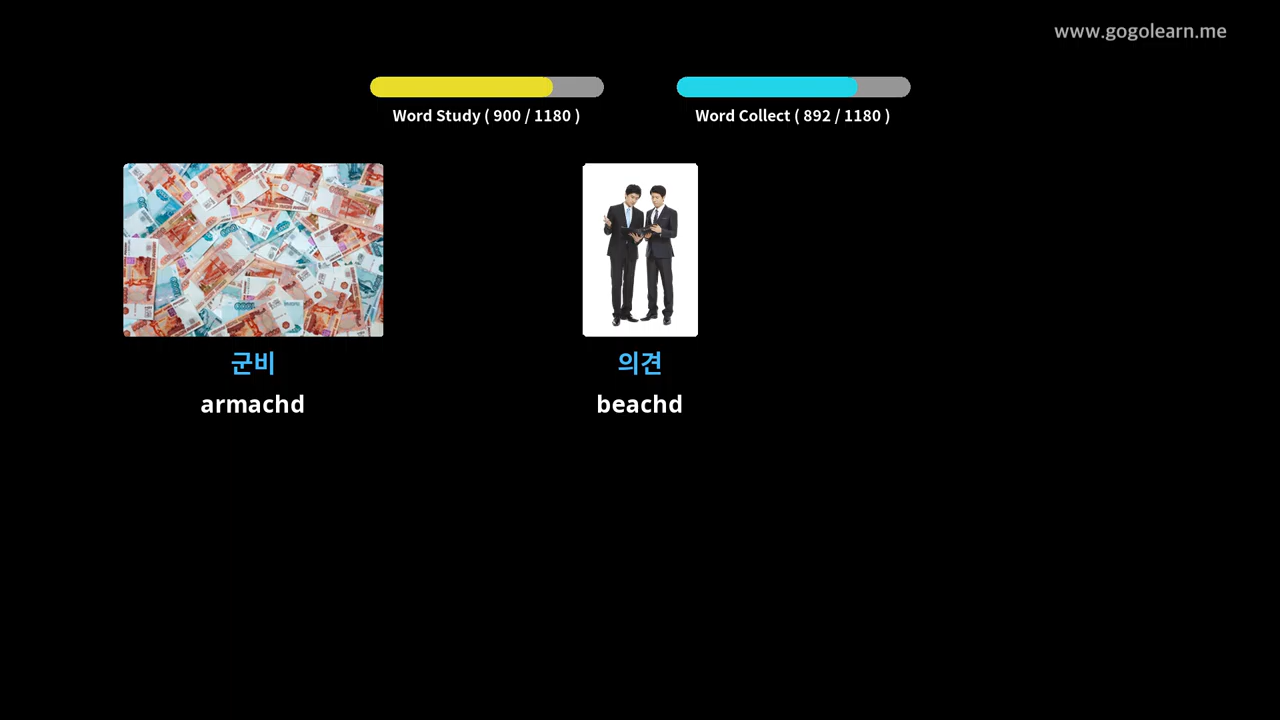 www.gogolearn.me
Word Study ( 900 / 1180 )
Word Collect ( 892 / 1180 )
군비
의견
armachd
beachd